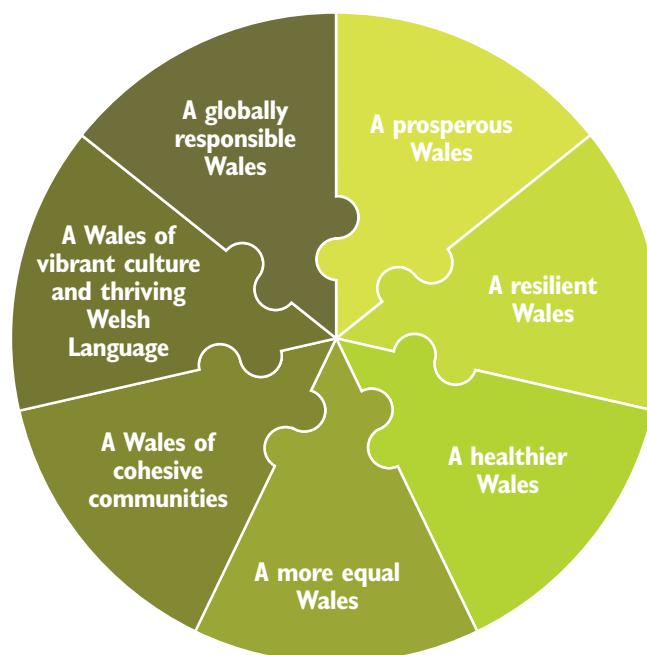 A prosperous
Wales
A resilient
Wales
A healthier
Wales
A more equal
Wales
A Wales of
cohesive
communities
A Wales of
vibrant culture
and thriving
Welsh
Language
A globally
responsible
Wales